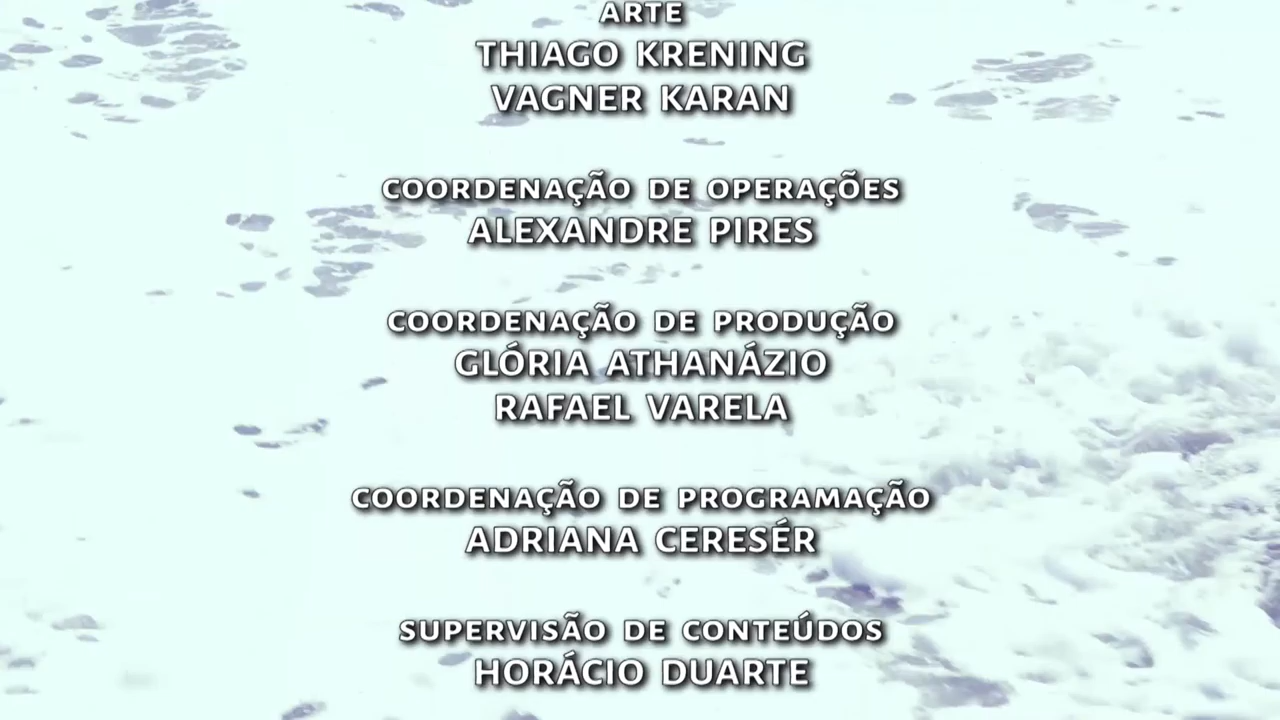 ARTE
THIAGO KRENING
VAGNER KARAN
COORDENAÇÃO DE OPERAÇÕES
ALEXANDRE PIRES
COORDENAÇÃO DE PRODUÇÃO
GLÓRIA ATHANÁZIO
RAFAEL VARELA
COORDENAÇÃO DE PROGRAMAÇÃO
ADRIANA CERESÉR
SUPERVISÃO DE CONTEÚDOS
HORÁCIO DUARTE